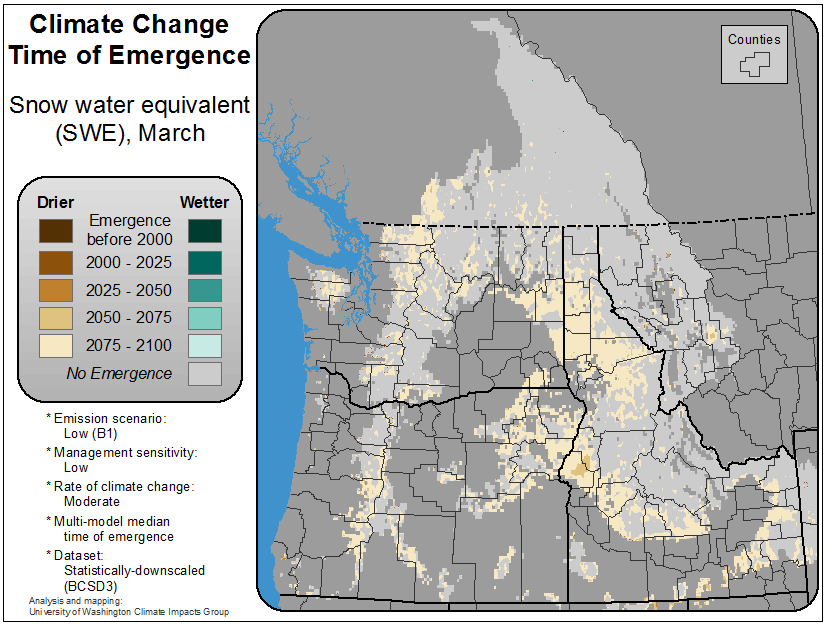 Climate Change
Time of Emergence
Snow water equivalent
(SWE), March
Drier
Wetter
Emergence
before 2000
2000 - 2025
2025 - 2050
2050 - 2075
2075 - 2100
No Emergence
* Emission scenario:
Low (B1)
* Management sensitivity:
Low
* Rate of climate change:
Moderate
* Multi-model median
time of emergence
* Dataset:
Statistically-downscaled
(BCSD3)
Analysis and mapping:
University of Washington Climate Impacts Group
Counties